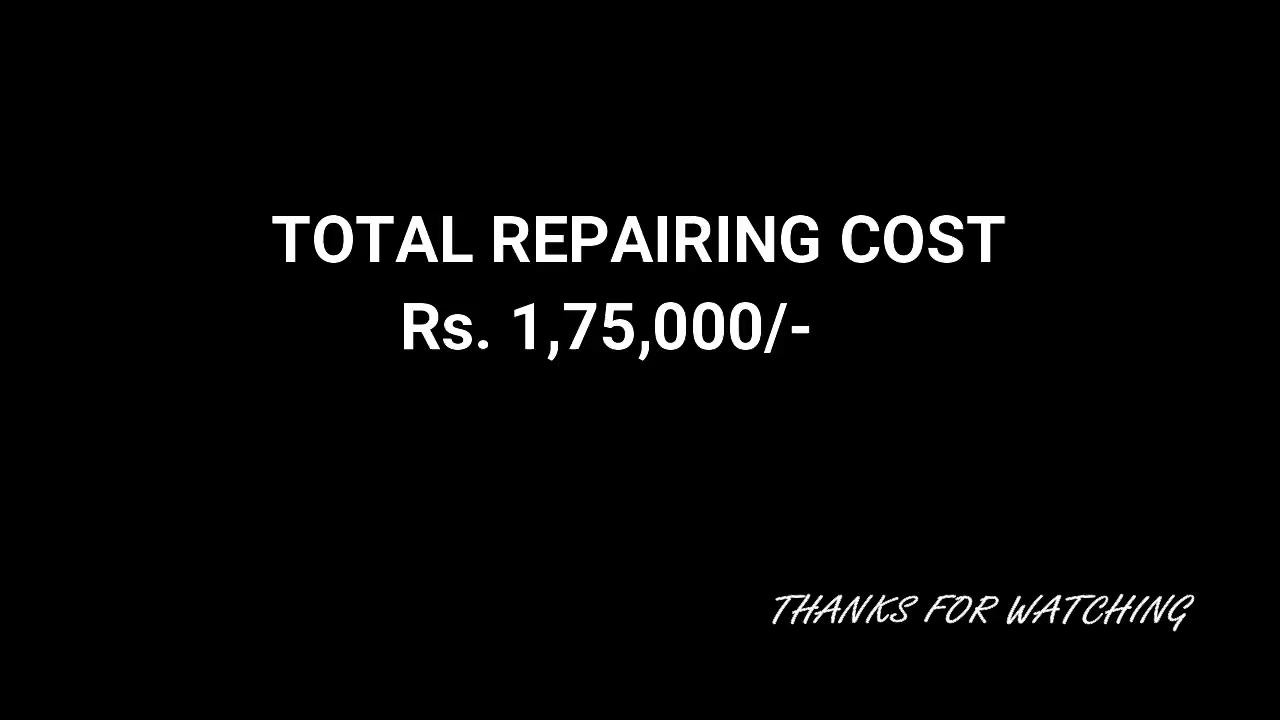 TOTAL REPAIRING COST
Rs. 1,75,000/-
THANKS FOR WATCHING